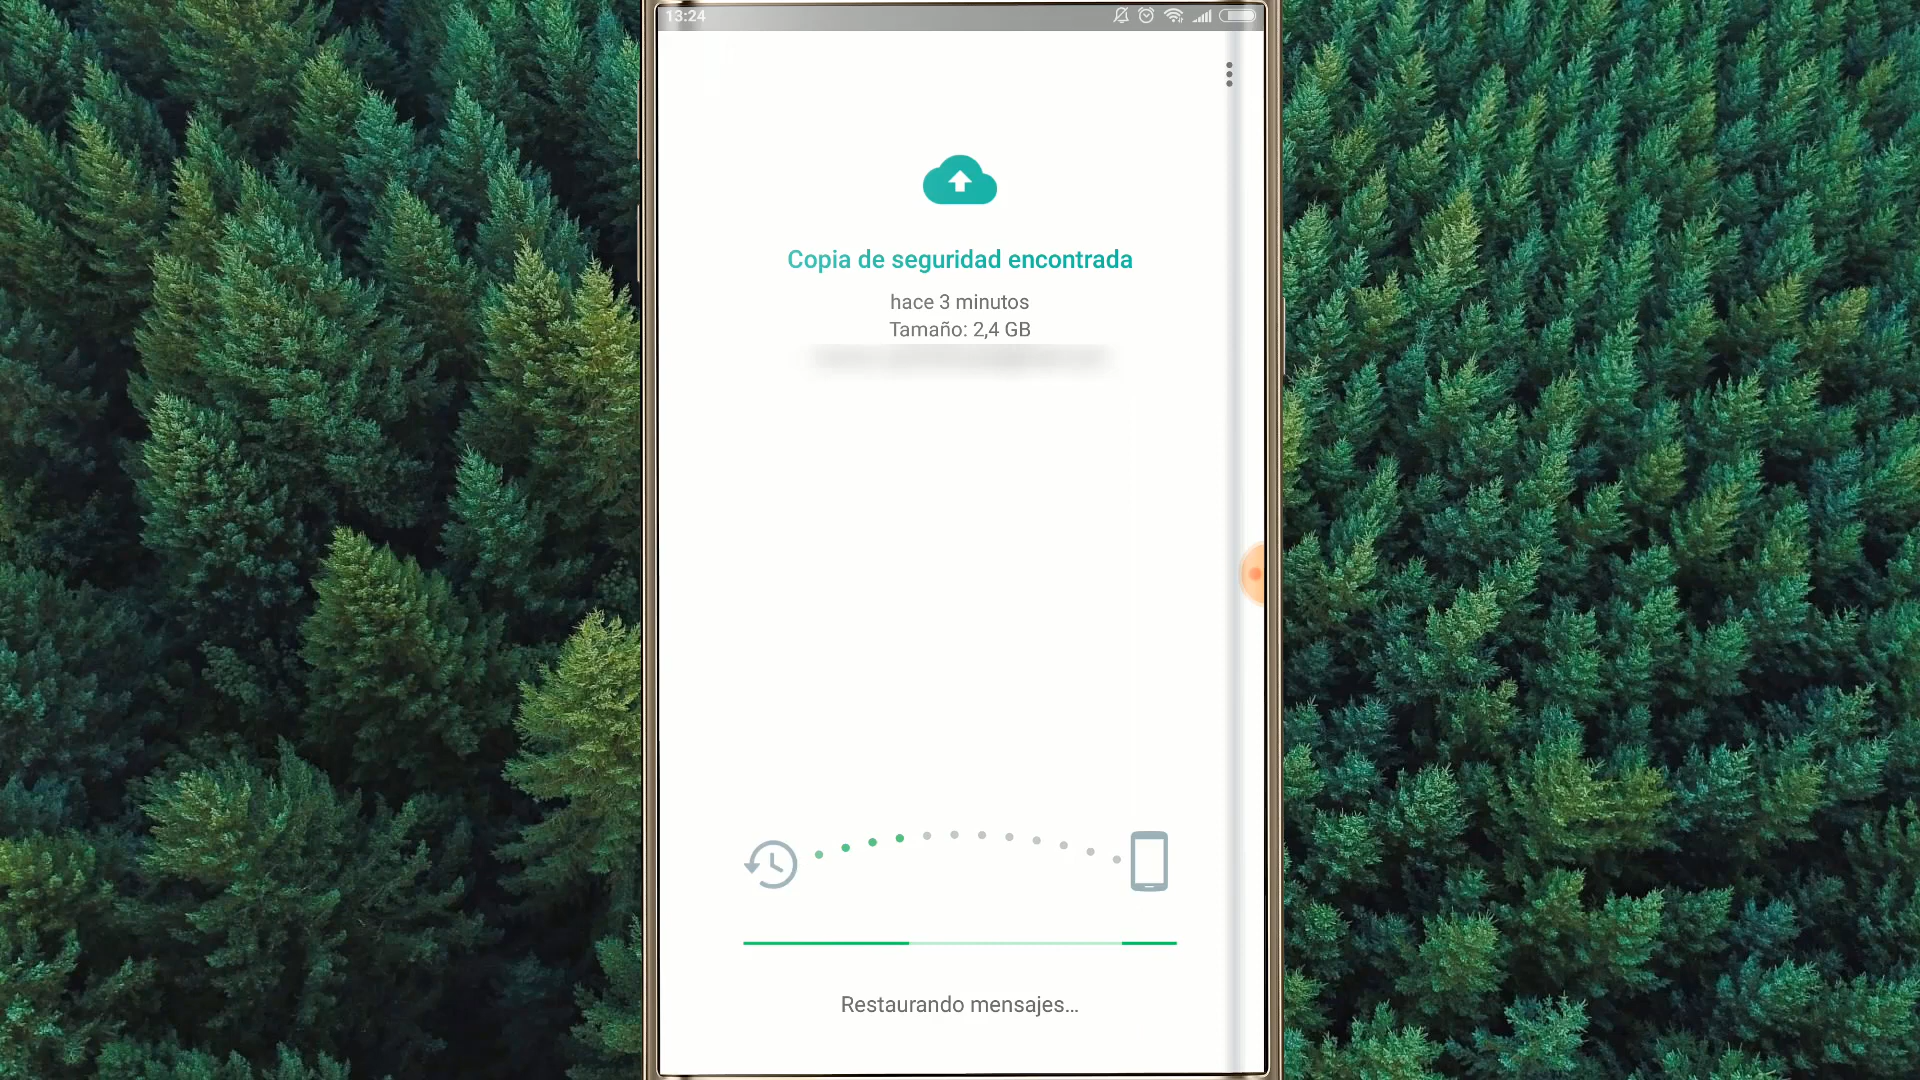 13:24
Copia de seguridad encontrada
hace 3 minutos
Tamaño: 2,4 GB
Restaurando mensajes...